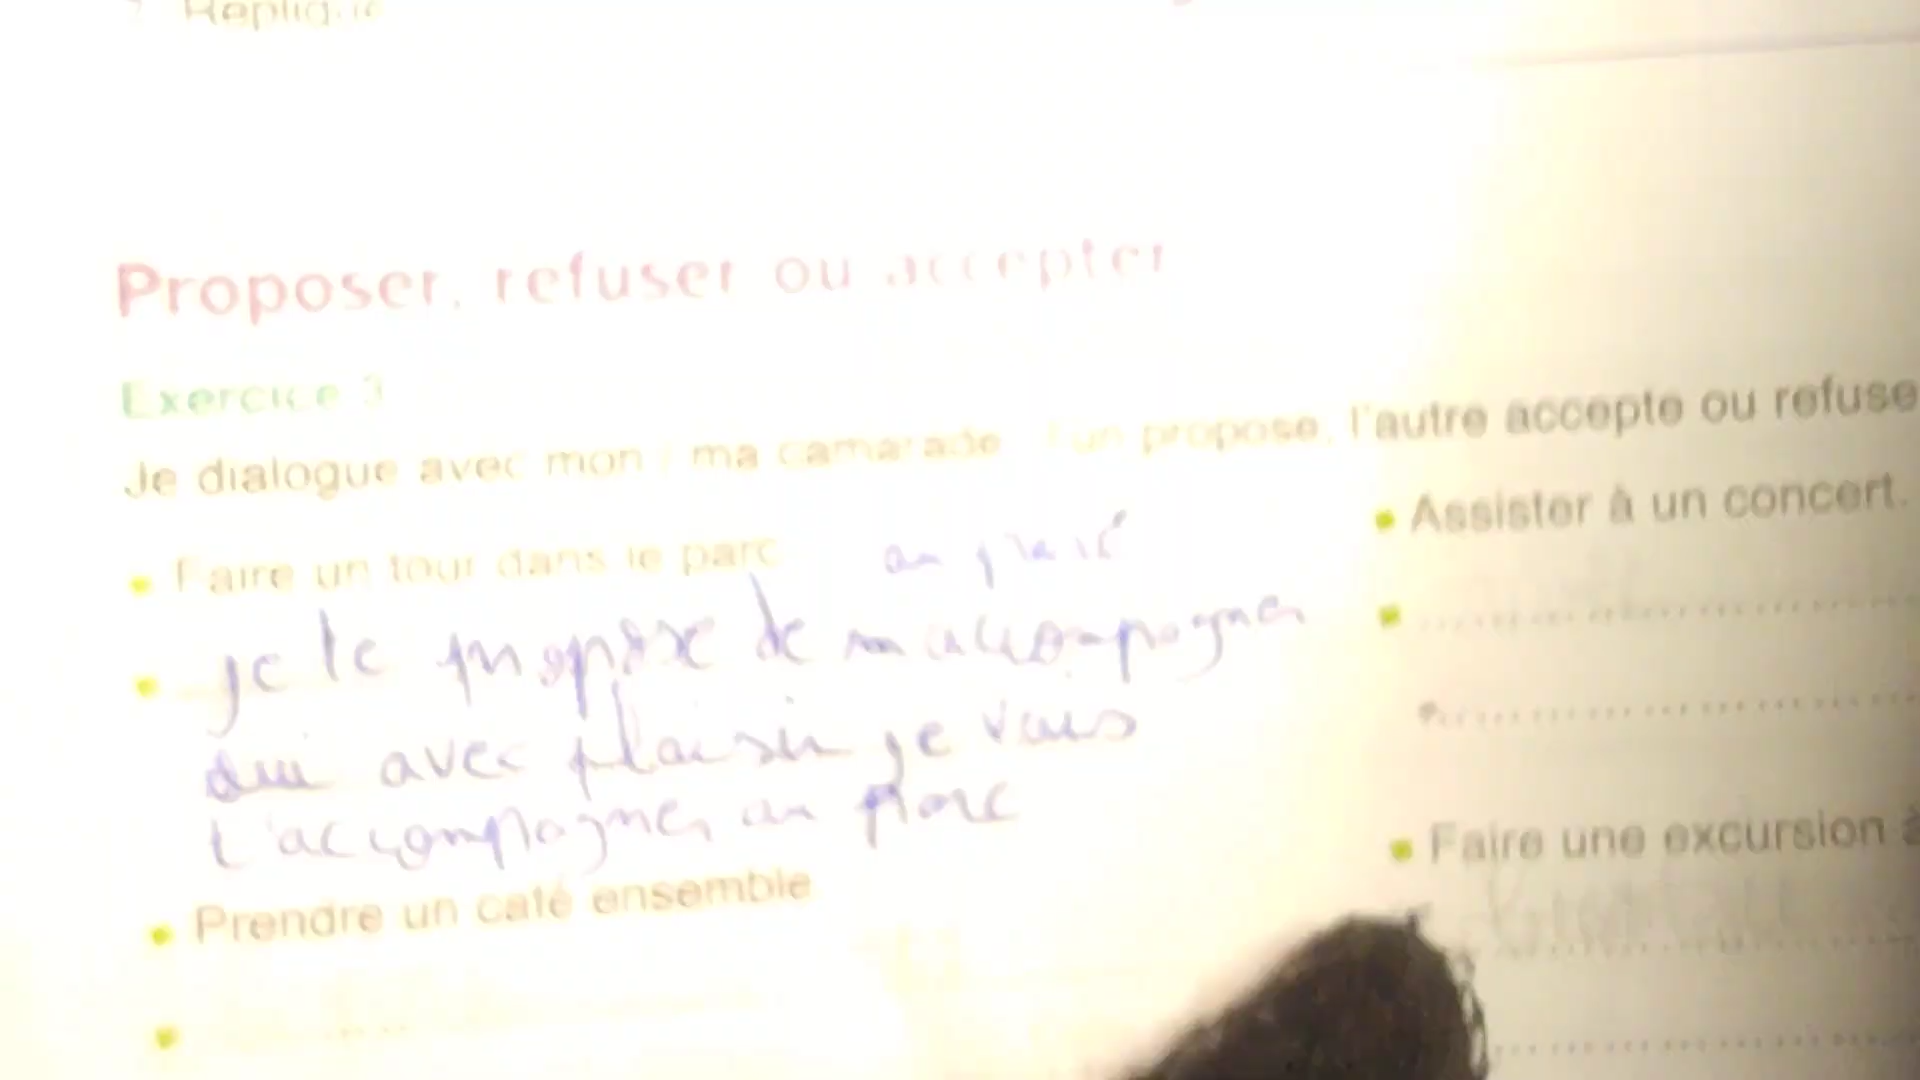 Proposer, refuser ou accepter
Exercice 3
Je dialogue avec mon / ma camarade. l'un propose, l'autre accepte ou refuse
Faire un tour dans le parc
je te propose de m accompagner
oui avec plaisir je vais
t'accompagner au parc
Prendre un café ensemble
Assister à un concert.
Faire une excursion à